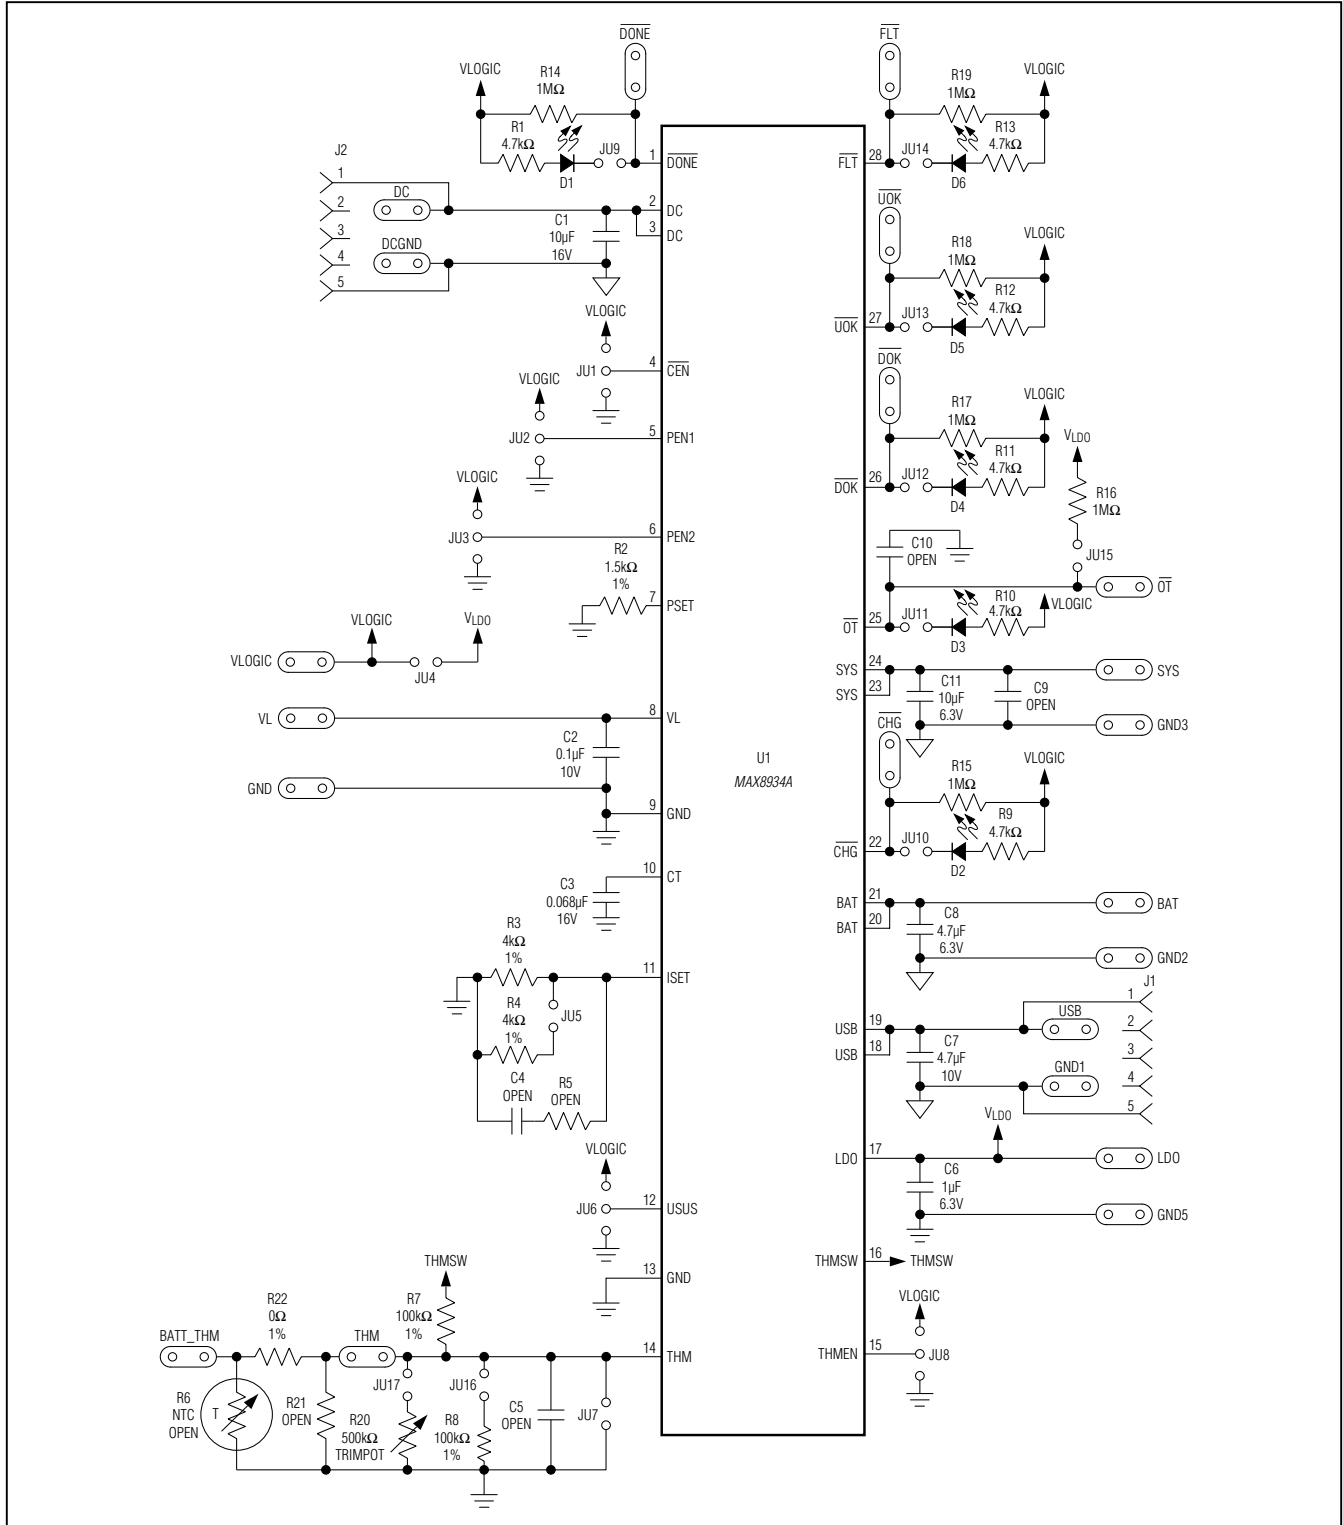 DONE
VLOGIC
R14
1MΩ
R1
4.7kΩ
D1
JU9
1
DONE
J2
1
2
3
4
5
DC
DCGND
C1
10µF
16V
2
DC
3
DC
VLOGIC
JU1
4
CEN
VLOGIC
JU2
5
PEN1
VLOGIC
JU3
6
PEN2
R2
1.5kΩ
1%
7
PSET
VLOGIC
VLDO
VLOGIC
JU4
VL
8
VL
C2
0.1µF
10V
GND
9
GND
10
CT
C3
0.068µF
16V
R3
4kΩ
1%
11
ISET
R4
4kΩ
1%
JU5
C4
OPEN
R5
OPEN
VLOGIC
JU6
12
USUS
13
GND
THMSW
R7
100kΩ
1%
BATT_THM
R22
0Ω
1%
THM
14
THM
R6
NTC
OPEN
T
R21
OPEN
JU17
R20
500kΩ
TRIMPOT
JU16
R8
100kΩ
1%
C5
OPEN
JU7
U1
MAX8934A
FLT
R19
1MΩ
VLOGIC
R13
4.7kΩ
FLT
28
JU14
D6
UOK
R18
1MΩ
VLOGIC
R12
4.7kΩ
UOK
27
JU13
D5
DOK
R17
1MΩ
VLOGIC
R11
4.7kΩ
DOK
26
JU12
D4
VLDO
R16
1MΩ
JU15
C10
OPEN
OT
R10
4.7kΩ
VLOGIC
OT
25
JU11
D3
SYS
24
SYS
23
C11
10µF
6.3V
C9
OPEN
SYS
GND3
CHG
R15
1MΩ
VLOGIC
R9
4.7kΩ
CHG
22
JU10
D2
BAT
21
BAT
20
C8
4.7µF
6.3V
BAT
GND2
J1
1
2
3
4
5
USB
19
USB
18
C7
4.7µF
10V
USB
GND1
VLDO
LDO
17
C6
1µF
6.3V
LDO
GND5
THMSW
16
THMSW
VLOGIC
THMEN
15
JU8